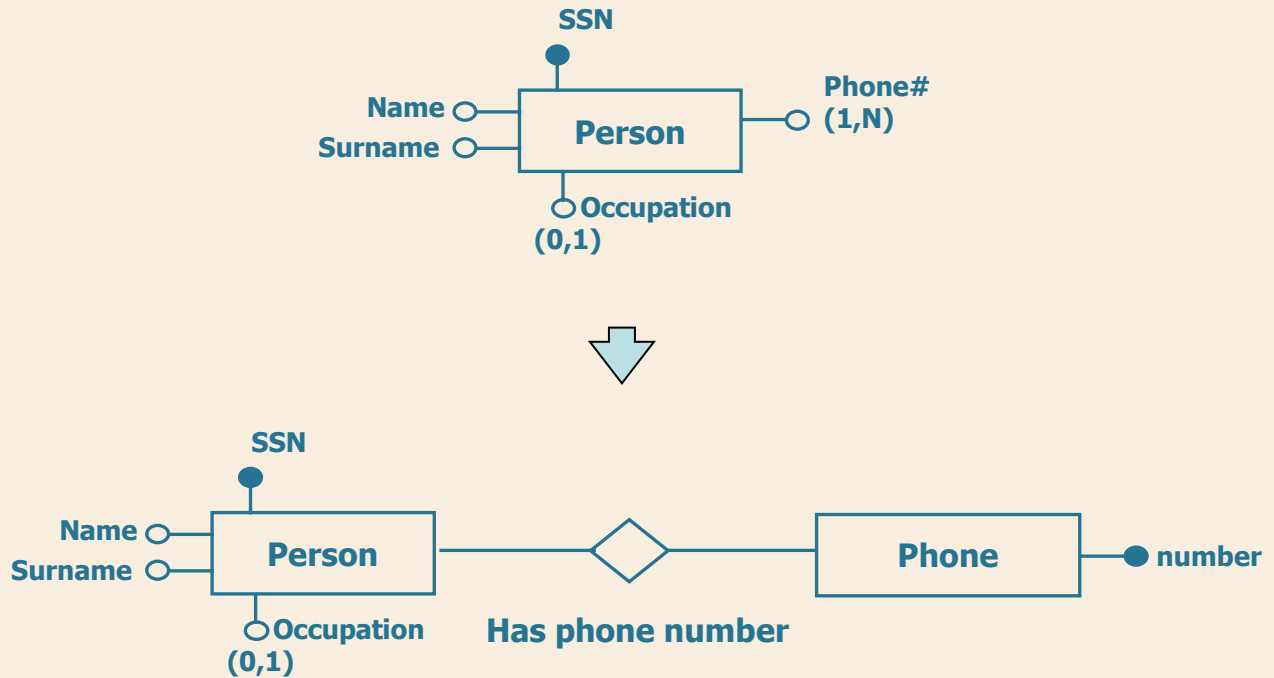 SSN
Phone#
(1,N)
Name
Surname
Person
Occupation
(0,1)
SSN
Name
Surname
Person
Phone
number
Occupation
(0,1)
Has phone number